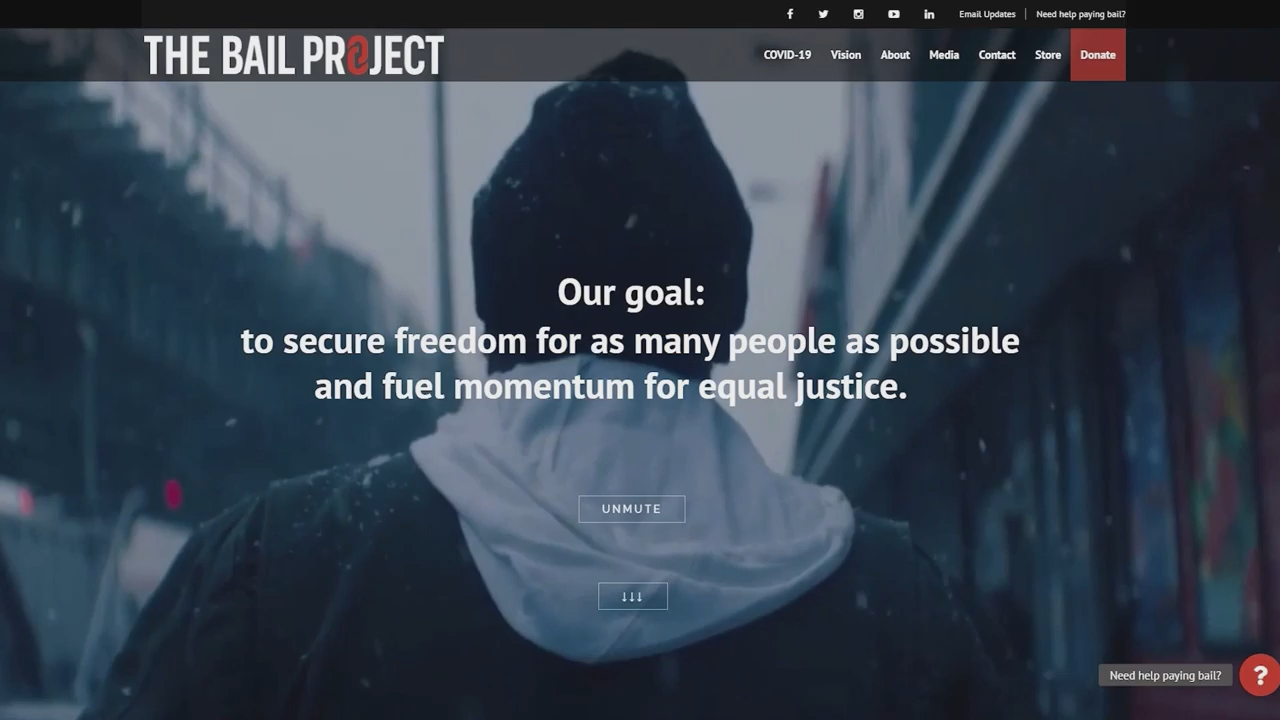 Email Updates
Need help paying bail?
THE BAIL PROJECT
COVID-19
Vision
About
Media
Contact
Store
Donate
Our goal:
to secure freedom for as many people as possible
and fuel momentum for equal justice.
UNMUTE
↓↓↓
Need help paying bail?
?